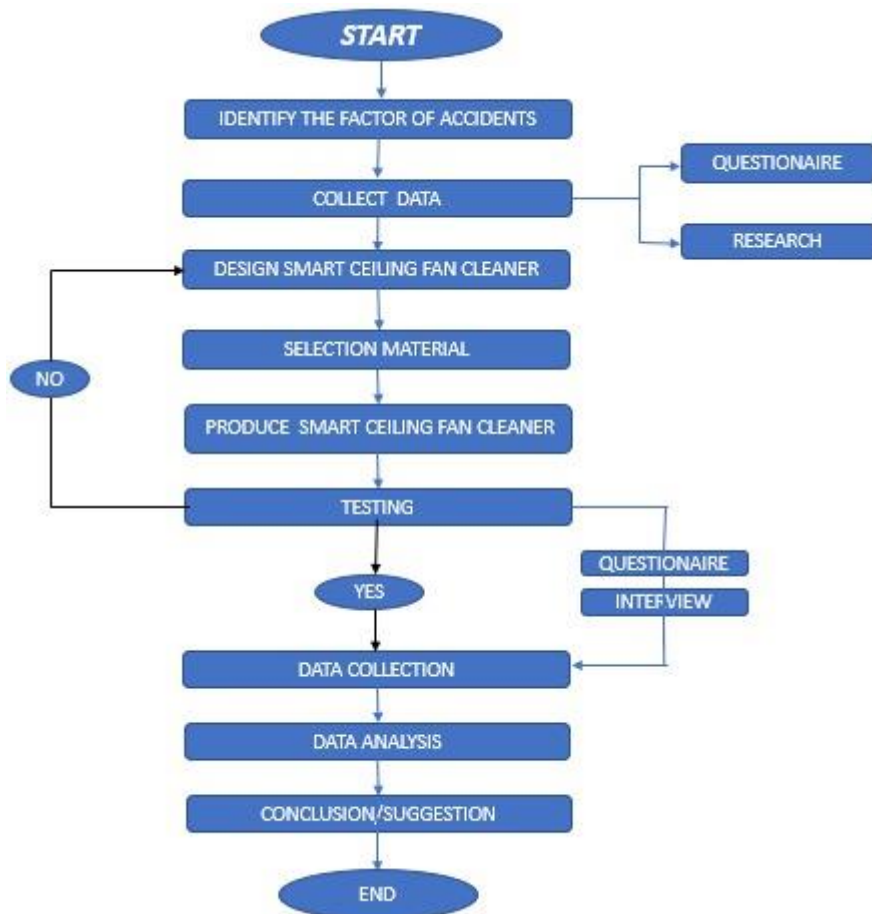 START
IDENTIFY THE FACTOR OF ACCIDENTS
QUESTIONAIRE
COLLECT DATA
RESEARCH
DESIGN SMART CEILING FAN CLEANER
SELECTION MATERIAL
NO
PRODUCE SMART CEILING FAN CLEANER
TESTING
QUESTIONAIRE
YES
INTERVIEW
DATA COLLECTION
DATA ANALYSIS
CONCLUSION/SUGGESTION
END